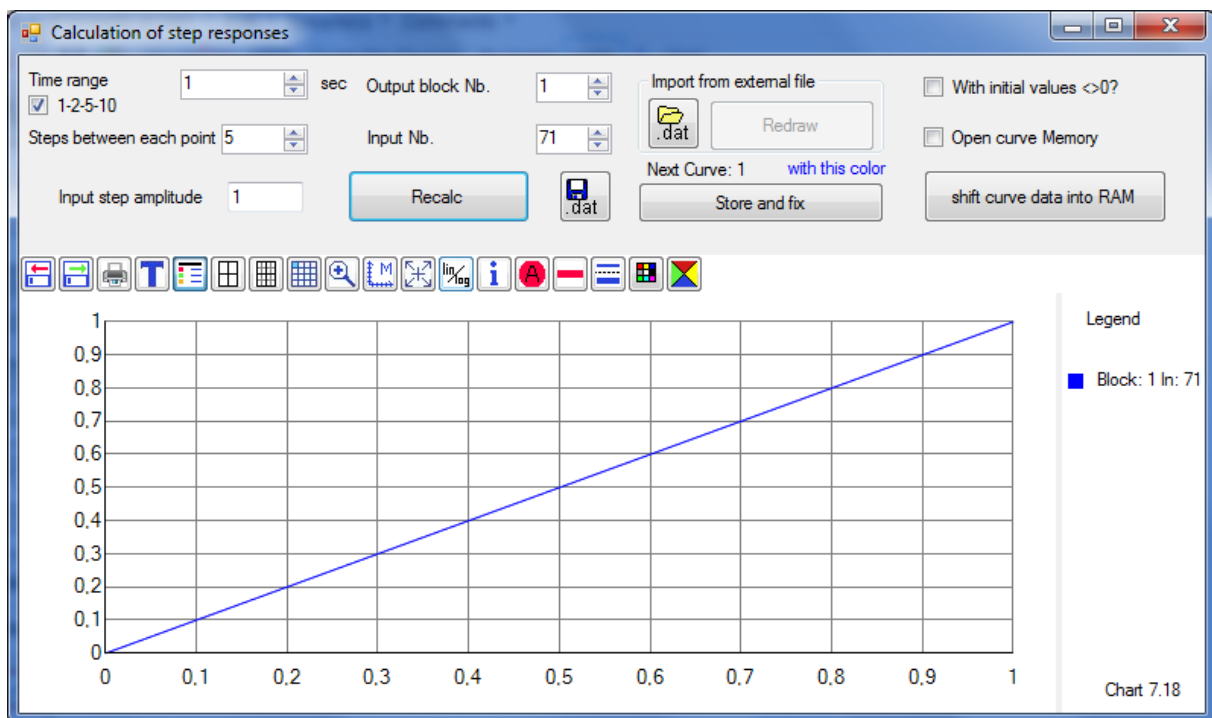 Calculation of step responses
Time range 1 sec Output block Nb. 1 Import from external file With initial values <>0?
1-2-5-10 .dat Redraw
Steps between each point 5 Input Nb. 71 Open curve Memory
Next Curve: 1 with this color
Input step amplitude 1 Recalc .dat Store and fix shift curve data into RAM
T M lin/log i A
1 Legend
0,9
0,8 Block: 1 In: 71
0,7
0,6
0,5
0,4
0,3
0,2
0,1
0
0 0,1 0,2 0,3 0,4 0,5 0,6 0,7 0,8 0,9 1 Chart 7.18